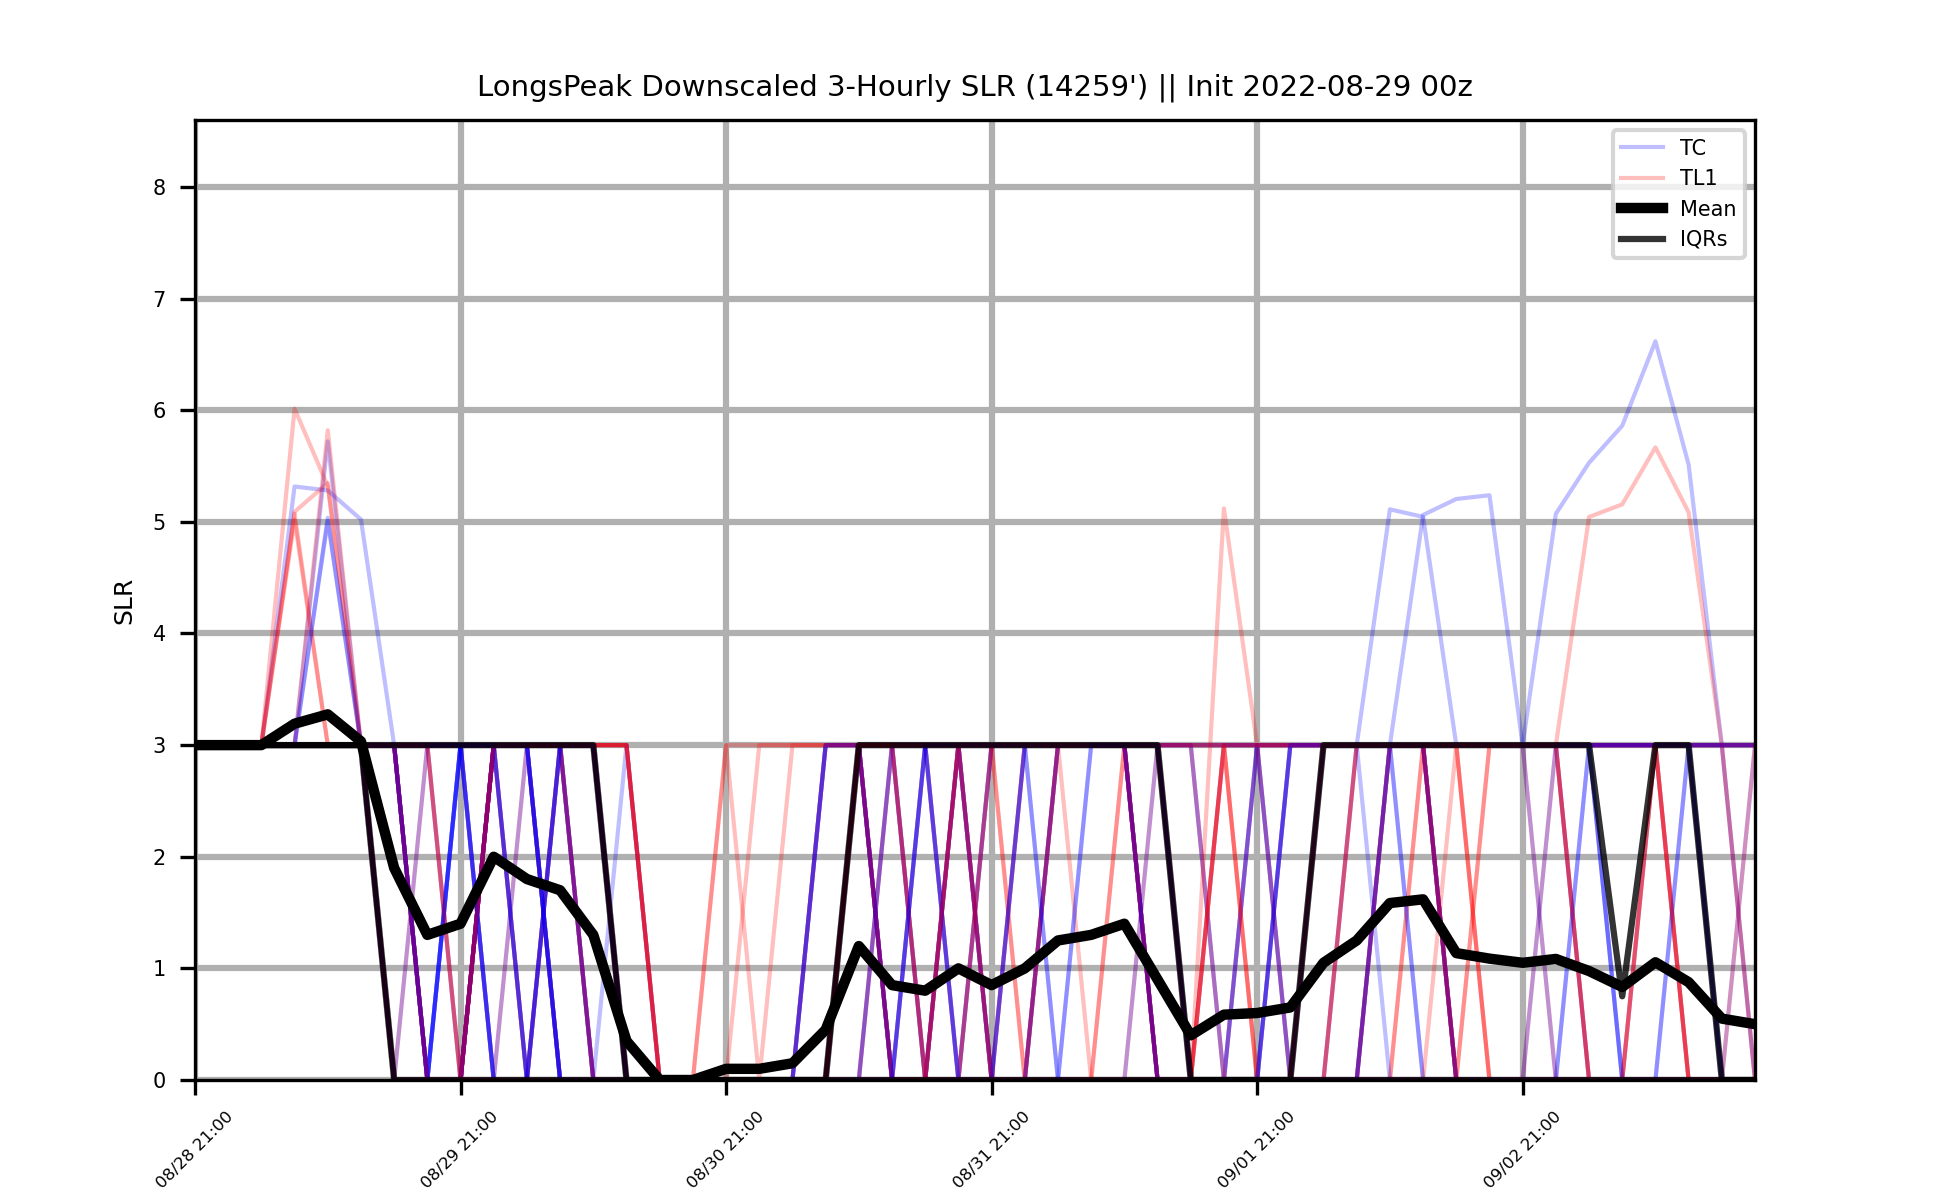 LongsPeak Downscaled 3-Hourly SLR (14259') || Init 2022-08-29 00z
TC
TL1
Mean
IQRs
8
7
6
5
4
3
2
1
0
SLR
08/28 21:00
08/29 21:00
08/30 21:00
08/31 21:00
09/01 21:00
09/02 21:00